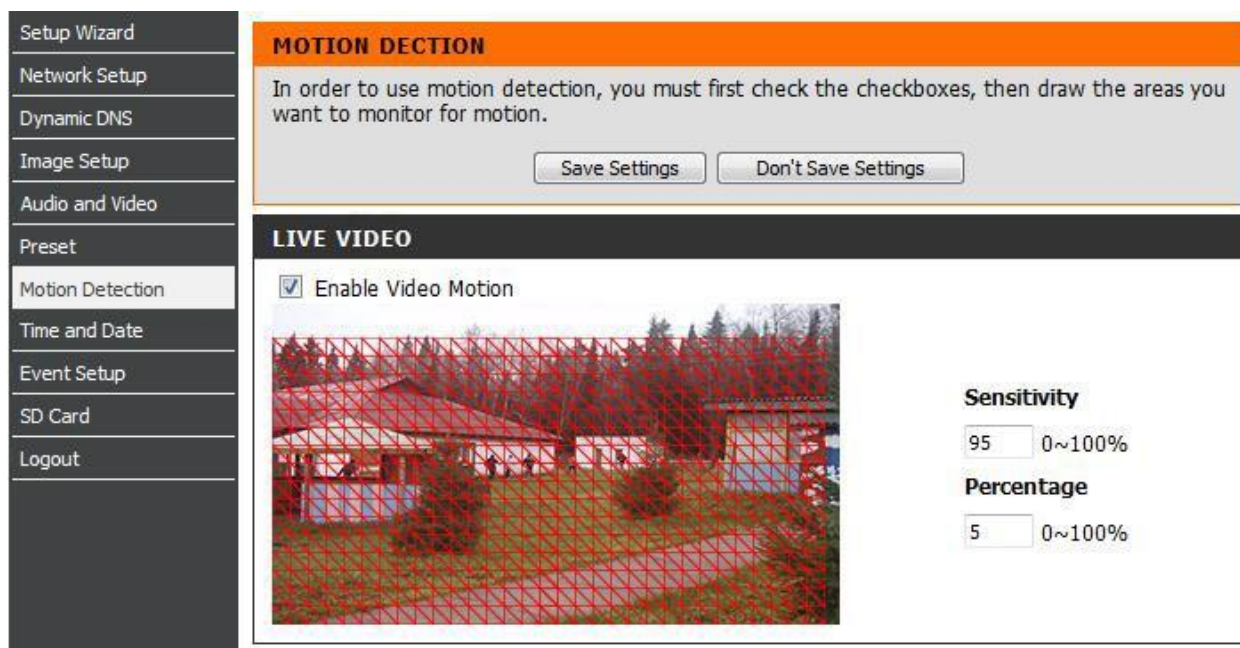 Setup Wizard
Network Setup
Dynamic DNS
Image Setup
Audio and Video
Preset
Motion Detection
Time and Date
Event Setup
SD Card
Logout
MOTION DECTION
In order to use motion detection, you must first check the checkboxes, then draw the areas you
want to monitor for motion.
Save Settings Don't Save Settings
LIVE VIDEO
Enable Video Motion
Sensitivity
95 0~100%
Percentage
5 0~100%